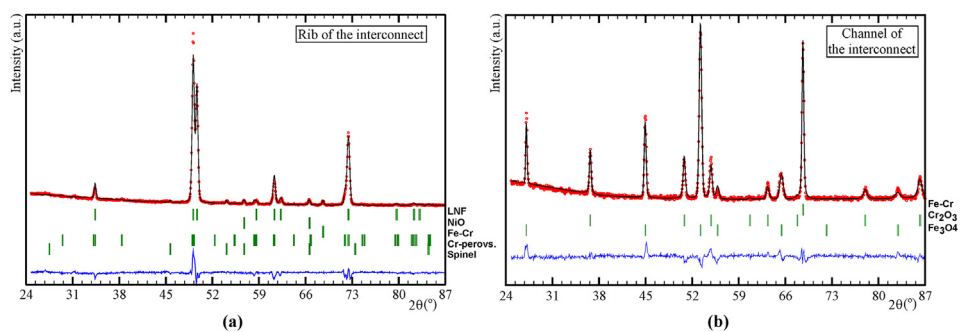 Intensity (a.u.)
Rib of the interconnect
LNF
NiO
Fe-Cr
Cr-perovs.
Spinel
24 31 38 45 52 59 66 73 80 87
2θ(º)
(a)
Intensity (a.u.)
Channel of
the interconnect
Fe-Cr
Cr2O3
Fe3O4
24 31 38 45 52 59 66 73 80 87
2θ(º)
(b)